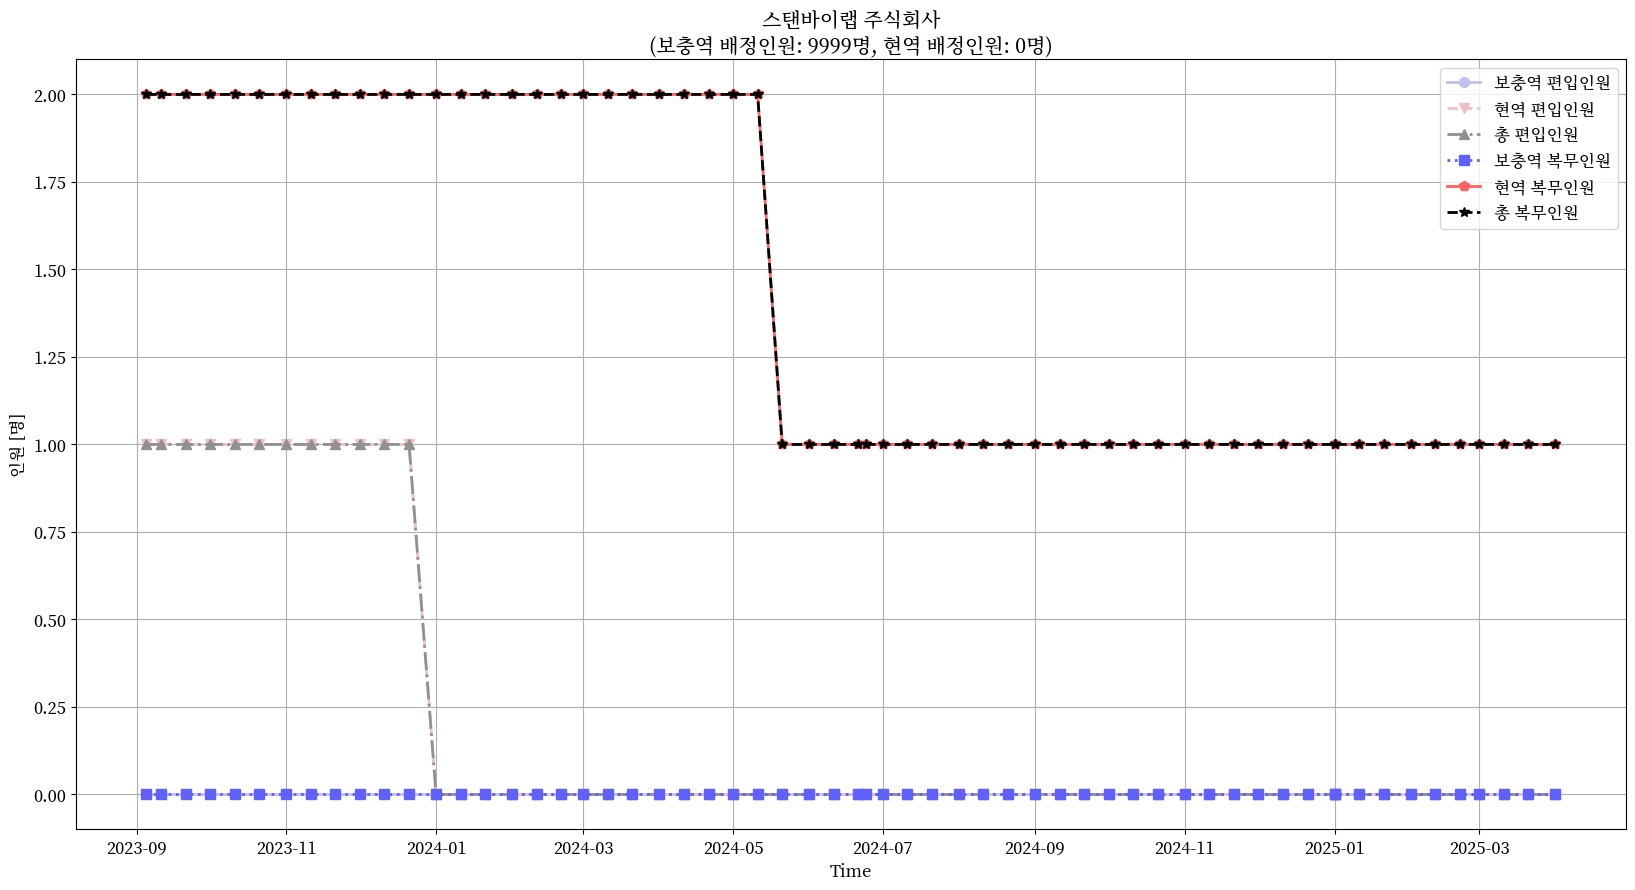 스탠바이랩 주식회사
(보충역 배정인원: 9999명, 현역 배정인원: 0명)
보충역 편입인원
현역 편입인원
총 편입인원
보충역 복무인원
현역 복무인원
총 복무인원
인원 [명]
2.00
1.75
1.50
1.25
1.00
0.75
0.50
0.25
0.00
2023-09 2023-11 2024-01 2024-03 2024-05 2024-07 2024-09 2024-11 2025-01 2025-03
Time